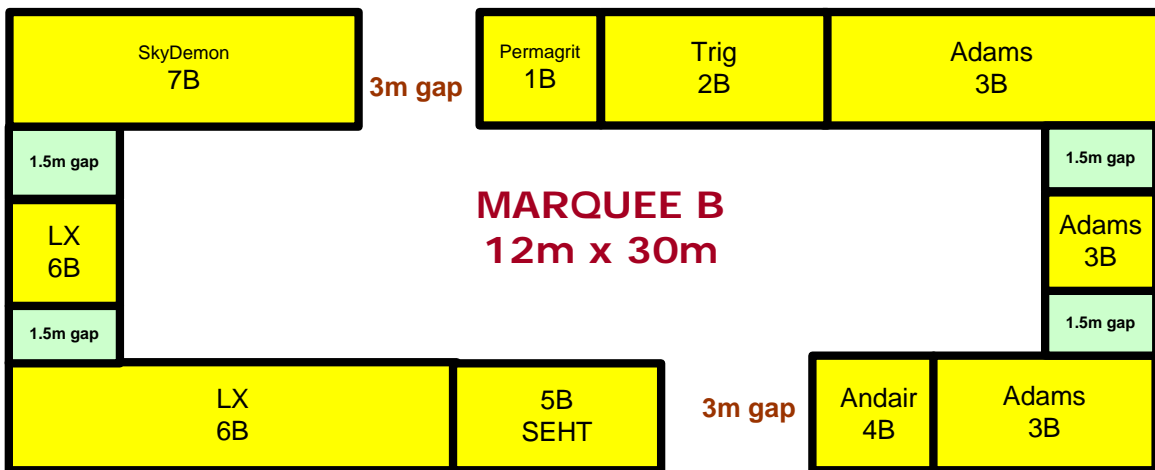 SkyDemon
7B
3m gap
Permagrit
1B
Trig
2B
Adams
3B
1.5m gap
1.5m gap
MARQUEE B
12m x 30m
LX
6B
Adams
3B
1.5m gap
1.5m gap
LX
6B
5B
SEHT
3m gap
Andair
4B
Adams
3B